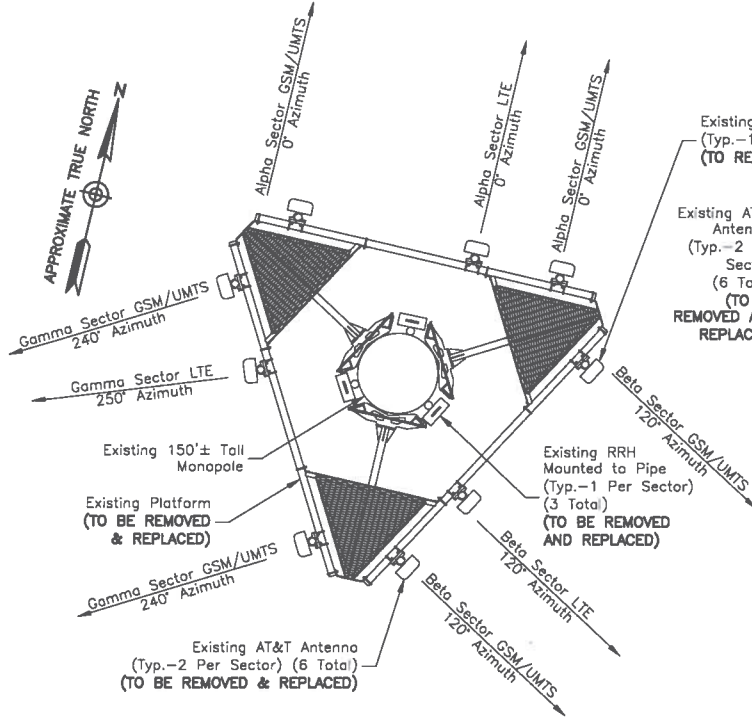 Alpha Sector GSM/UMTS
0° Azimuth
Alpha Sector LTE
0° Azimuth
Alpha Sector GSM/UMTS
0° Azimuth
N
APPROXIMATE TRUE NORTH
Existing
(Typ.-1
(TO RE
Existing AT
Anten
(Typ.-2
Sec
(6 Tot
(TO
REMOVED A
REPLAC
Gamma Sector GSM/UMTS
240° Azimuth
Gamma Sector LTE
250° Azimuth
Existing 150'± Tall
Monopole
Existing Platform
(TO BE REMOVED
& REPLACED)
Gamma Sector GSM/UMTS
240° Azimuth
Existing AT&T Antenna
(Typ.-2 Per Sector) (6 Total)
(TO BE REMOVED & REPLACED)
Existing RRH
Mounted to Pipe
(Typ.-1 Per Sector)
(3 Total)
(TO BE REMOVED
AND REPLACED)
Beta Sector GSM/UMTS
120° Azimuth
Beta Sector LTE
120° Azimuth
Beta Sector GSM/UMTS
120° Azimuth